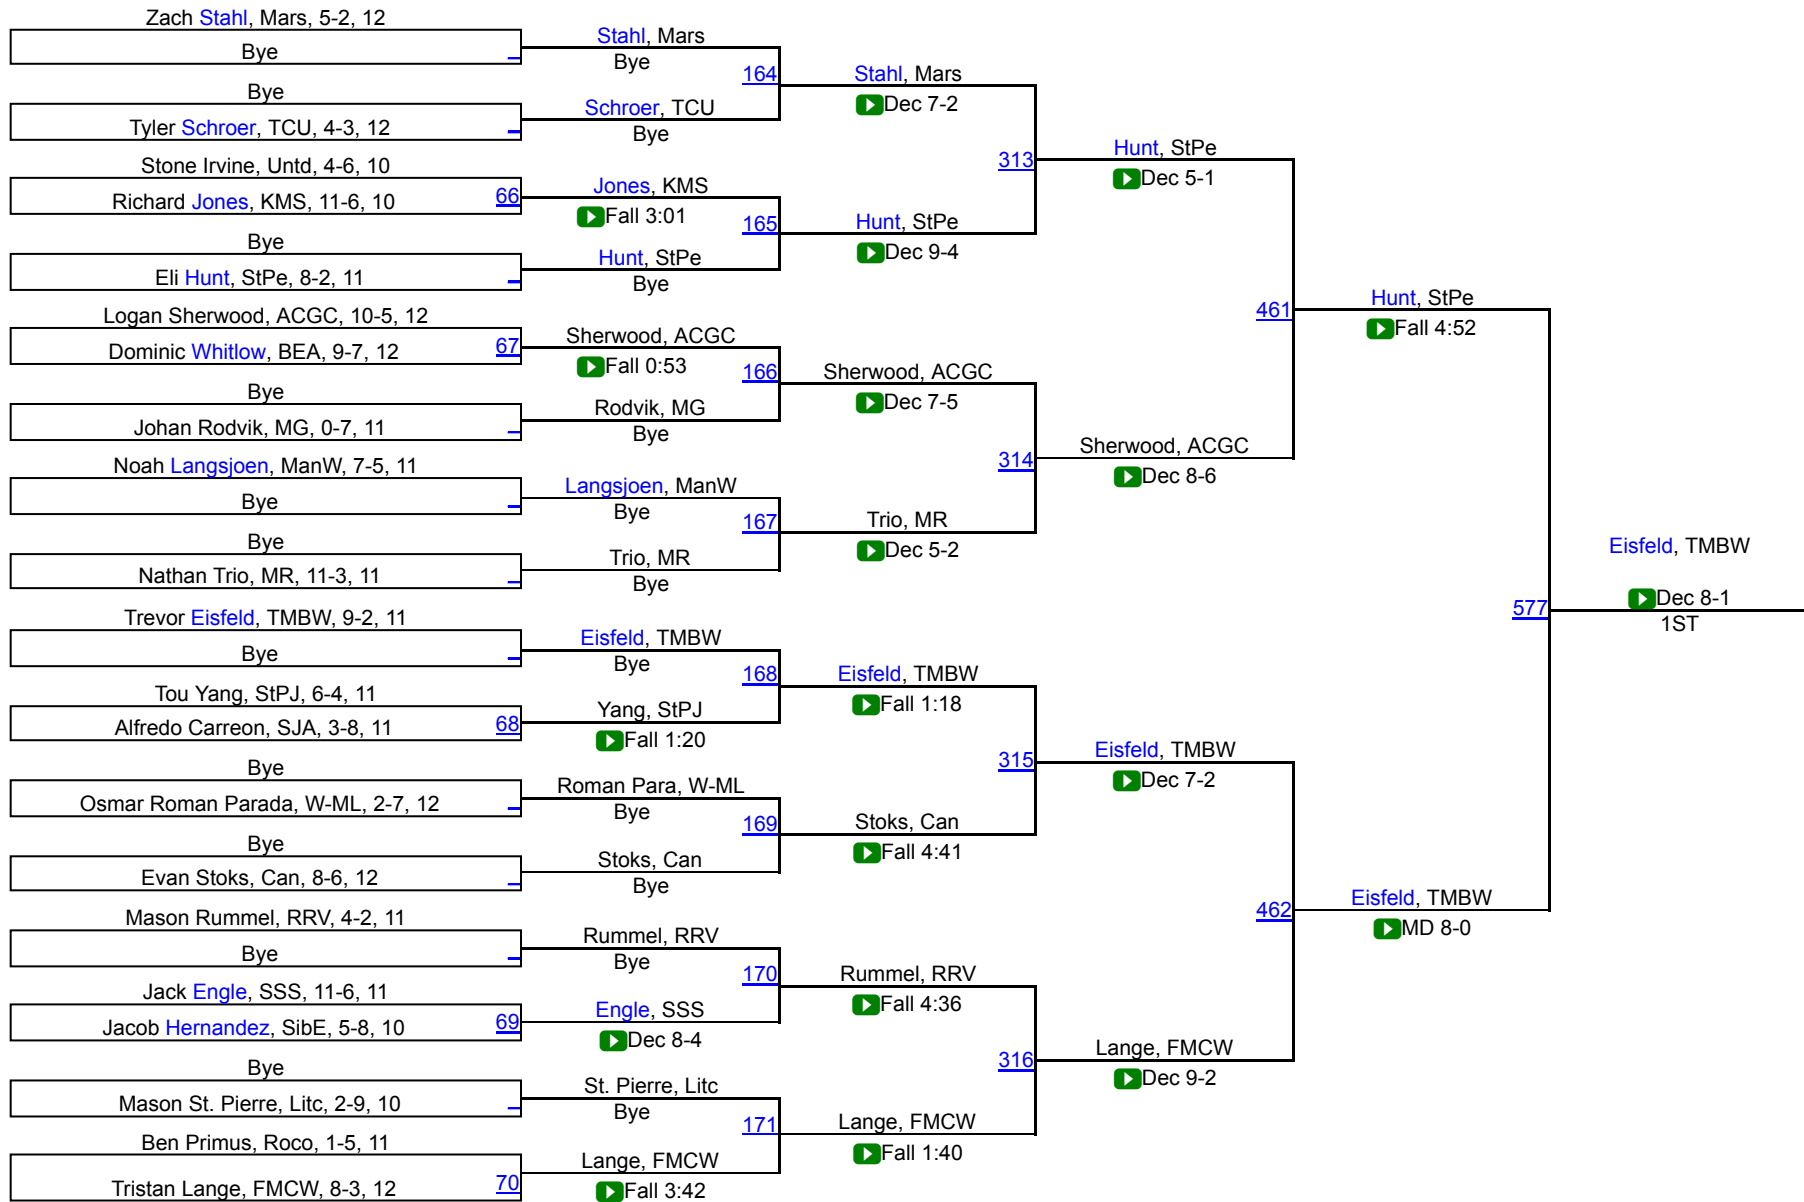 Zach Stahl, Mars, 5-2, 12
Bye
Bye
Tyler Schroer, TCU, 4-3, 12
Stone Irvine, Untd, 4-6, 10
Richard Jones, KMS, 11-6, 10
66
Bye
Eli Hunt, StPe, 8-2, 11
Logan Sherwood, ACGC, 10-5, 12
Dominic Whitlow, BEA, 9-7, 12
67
Bye
Johan Rodvik, MG, 0-7, 11
Noah Langsjoen, ManW, 7-5, 11
Bye
Bye
Nathan Trio, MR, 11-3, 11
Trevor Eisfeld, TMBW, 9-2, 11
Bye
Tou Yang, StPJ, 6-4, 11
Alfredo Carreon, SJA, 3-8, 11
68
Bye
Osmar Roman Parada, W-ML, 2-7, 12
Bye
Evan Stoks, Can, 8-6, 12
Mason Rummel, RRV, 4-2, 11
Bye
Jack Engle, SSS, 11-6, 11
Jacob Hernandez, SibE, 5-8, 10
69
Bye
Mason St. Pierre, Litc, 2-9, 10
Ben Primus, Roco, 1-5, 11
Tristan Lange, FMCW, 8-3, 12
70
Stahl, Mars
Bye
164
Schroer, TCU
Bye
Jones, KMS
Fall 3:01
165
Hunt, StPe
Bye
Sherwood, ACGC
Fall 0:53
166
Rodvik, MG
Bye
Langsjoen, ManW
Bye
167
Trio, MR
Bye
Eisfeld, TMBW
Bye
168
Yang, StPJ
Fall 1:20
Roman Para, W-ML
Bye
169
Stoks, Can
Bye
Rummel, RRV
Bye
170
Engle, SSS
Dec 8-4
St. Pierre, Litc
Bye
171
Lange, FMCW
Fall 3:42
Stahl, Mars
Dec 7-2
313
Hunt, StPe
Dec 9-4
Sherwood, ACGC
Dec 7-5
314
Trio, MR
Dec 5-2
Eisfeld, TMBW
Fall 1:18
315
Stoks, Can
Fall 4:41
Rummel, RRV
Fall 4:36
316
Lange, FMCW
Fall 1:40
Hunt, StPe
Dec 5-1
461
Sherwood, ACGC
Dec 8-6
Eisfeld, TMBW
Dec 7-2
462
Lange, FMCW
Dec 9-2
Hunt, StPe
Fall 4:52
577
Eisfeld, TMBW
MD 8-0
Eisfeld, TMBW
Dec 8-1
1ST